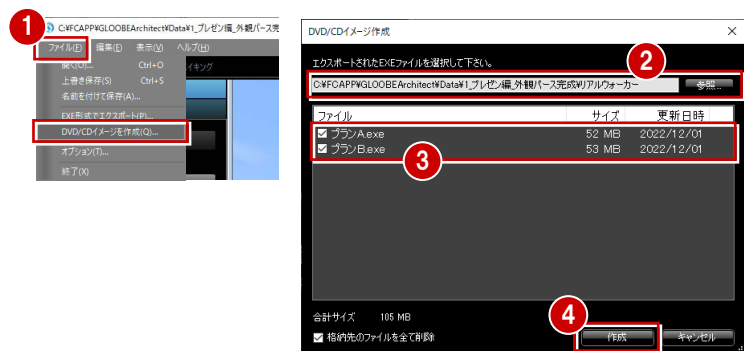 1
C:¥FCAPP¥GLOOBEArchitect¥Data¥1_プレゼン編_外観パース完
ファイル(F) 編集(E) 表示(V) ヘルプ(H)
開く(O)... Ctrl+O
イキング
上書き保存(S) Ctrl+S
名前を付けて保存(A)...
EXE形式でエクスポート(P)...
DVD/CDイメージを作成(Q)...
オプション(T)...
終了(X)
DVD/CDイメージ作成 ×
エクスポートされたEXEファイルを選択して下さい。
2
C:¥FCAPP¥GLOOBEArchitect¥Data¥1_プレゼン編_外観パース完成¥リアルウォーカー 参照...
ファイル サイズ 更新日時
プランA.exe 52 MB 2022/12/01
プランB.exe 53 MB 2022/12/01
3
合計サイズ 105 MB
4
格納先のファイルを全て削除 作成 キャンセル